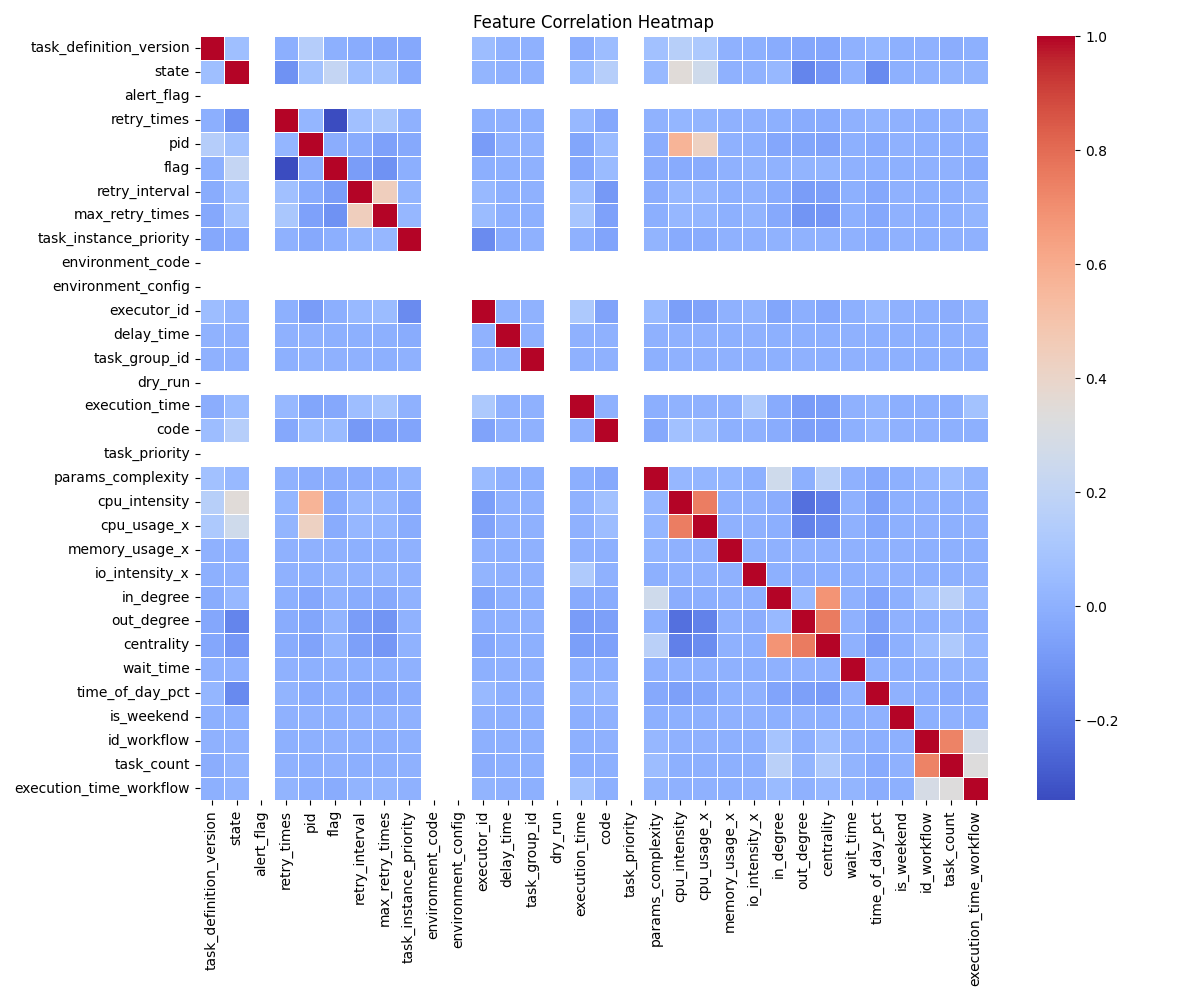 Feature Correlation Heatmap
task_definition_version
state
alert_flag
retry_times
pid
flag
retry_interval
max_retry_times
task_instance_priority
environment_code
environment_config
executor_id
delay_time
task_group_id
dry_run
execution_time
code
task_priority
params_complexity
cpu_intensity
cpu_usage_x
memory_usage_x
io_intensity_x
in_degree
out_degree
centrality
wait_time
time_of_day_pct
is_weekend
id_workflow
task_count
execution_time_workflow
task_definition_version
state
alert_flag
retry_times
pid
flag
retry_interval
max_retry_times
task_instance_priority
environment_code
environment_config
executor_id
delay_time
task_group_id
dry_run
execution_time
code
task_priority
params_complexity
cpu_intensity
cpu_usage_x
memory_usage_x
io_intensity_x
in_degree
out_degree
centrality
wait_time
time_of_day_pct
is_weekend
id_workflow
task_count
execution_time_workflow
1.0
0.8
0.6
0.4
0.2
0.0
−0.2